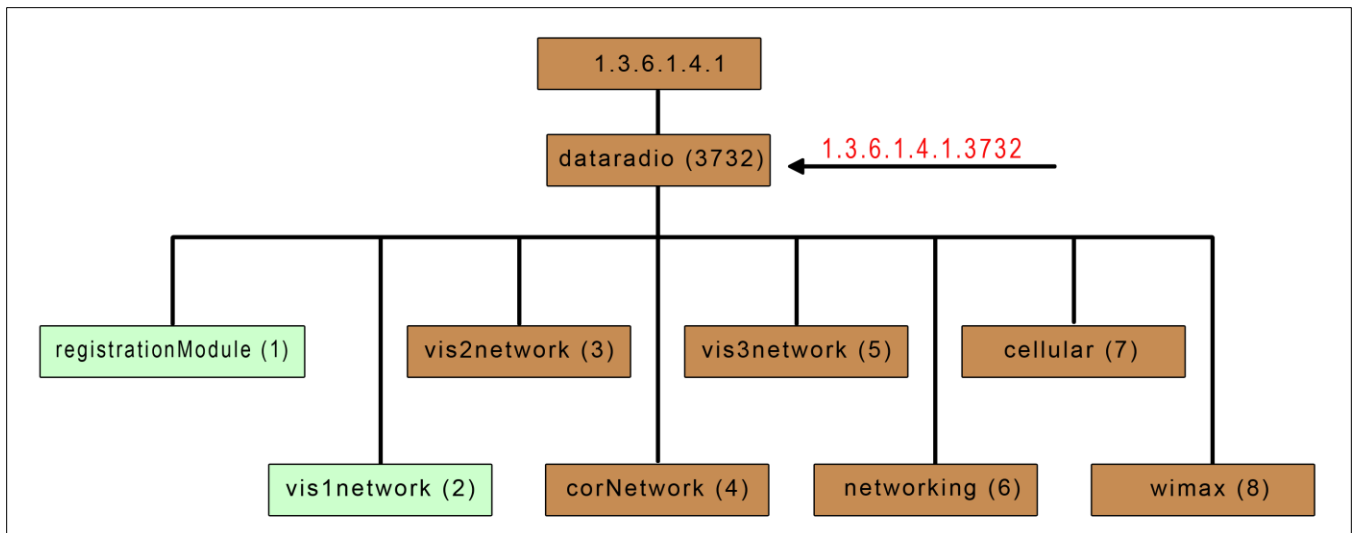 1.3.6.1.4.1
dataradio (3732)
1.3.6.1.4.1.3732
registrationModule (1)
vis2network (3)
vis3network (5)
cellular (7)
vis1network (2)
corNetwork (4)
networking (6)
wimax (8)